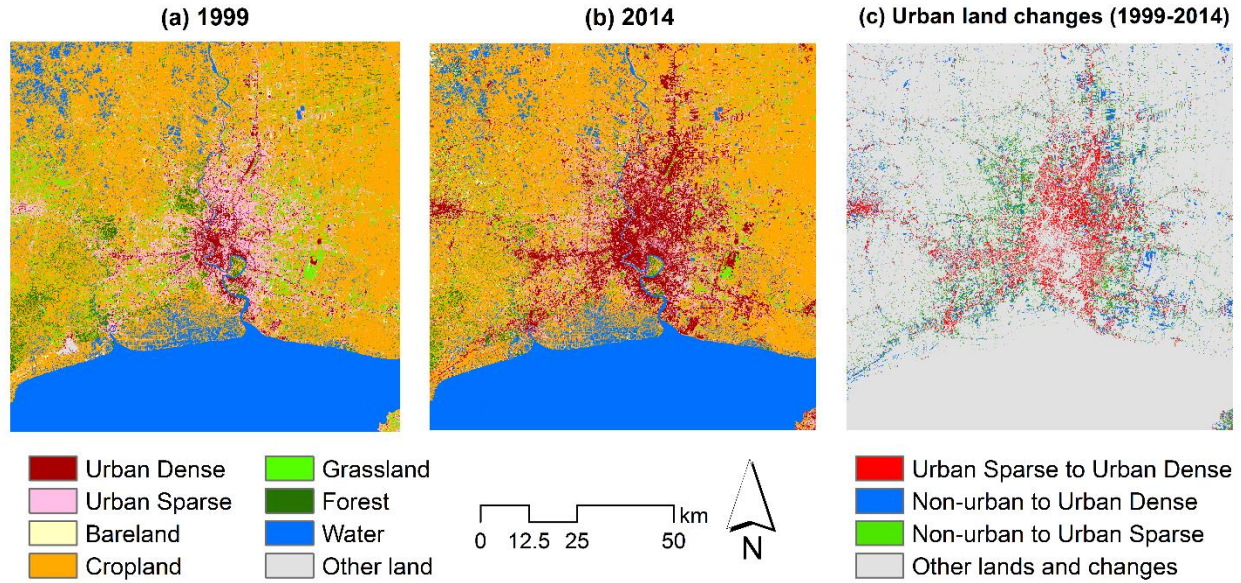 (a) 1999
(b) 2014
(c) Urban land changes (1999-2014)
Urban Dense
Urban Sparse
Bareland
Cropland
Grassland
Forest
Water
Other land
km
0 12.5 25 50
N
Urban Sparse to Urban Dense
Non-urban to Urban Dense
Non-urban to Urban Sparse
Other lands and changes